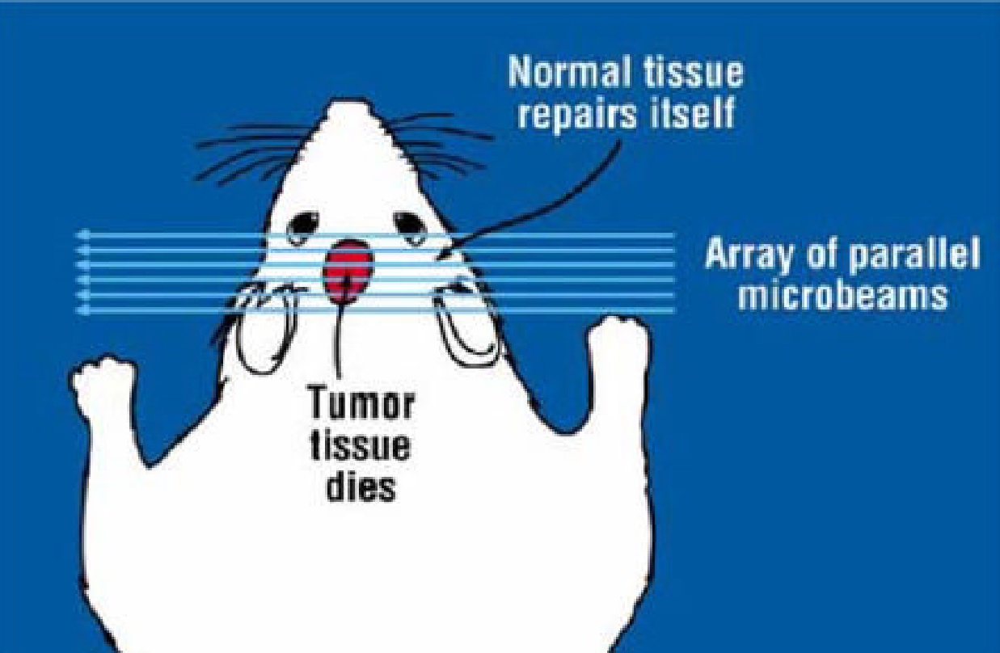 Normal tissue
repairs itself
Array of parallel
microbeams
Tumor
tissue
dies